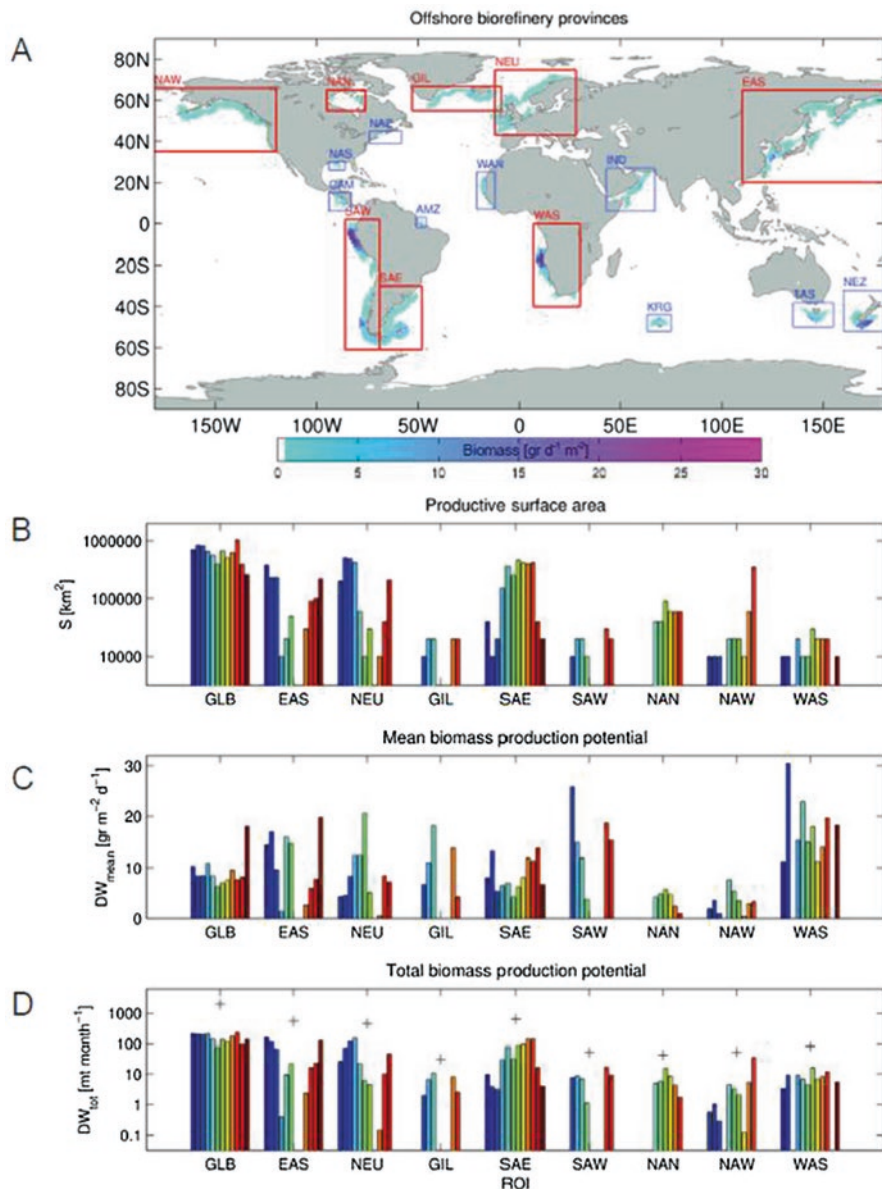 Offshore biorefinery provinces
A
80N
60N
40N
20N
0
20S
40S
60S
80S
NAW
NAN
GIL
NEU
EAS
NAS
CAM
SAW
AMZ
SAE
WAN
IND
WAS
KRG
TAS
NEZ
150W
100W
50W
0
50E
100E
150E
Biomass [gr d⁻¹ m²]
0
5
10
15
20
25
30
B
Productive surface area
S [km²]
1000000
100000
10000
GLB EAS NEU GIL SAE SAW NAN NAW WAS
C
Mean biomass production potential
DWmean [gr m⁻² d⁻¹]
30
20
10
0
GLB EAS NEU GIL SAE SAW NAN NAW WAS
D
Total biomass production potential
DWtot [mt month⁻¹]
1000
100
10
1
0.1
GLB EAS NEU GIL SAE SAW NAN NAW WAS
ROI